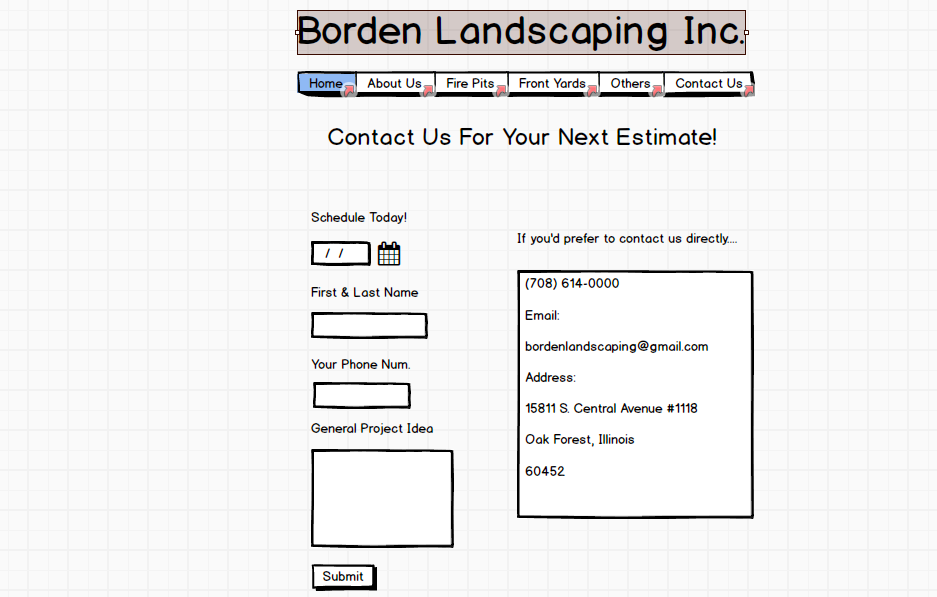 Borden Landscaping Inc.
Home About Us Fire Pits Front Yards Others Contact Us
Contact Us For Your Next Estimate!
Schedule Today!
/ /
First & Last Name
Your Phone Num.
General Project Idea
Submit
If you'd prefer to contact us directly....
(708) 614-0000
Email:
bordenlandscaping@gmail.com
Address:
15811 S. Central Avenue #1118
Oak Forest, Illinois
60452